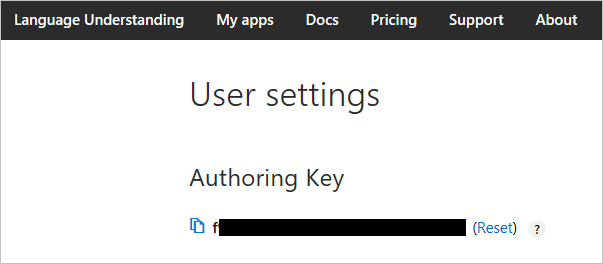 Language Understanding My apps Docs Pricing Support About
User settings
Authoring Key
f (Reset) ?